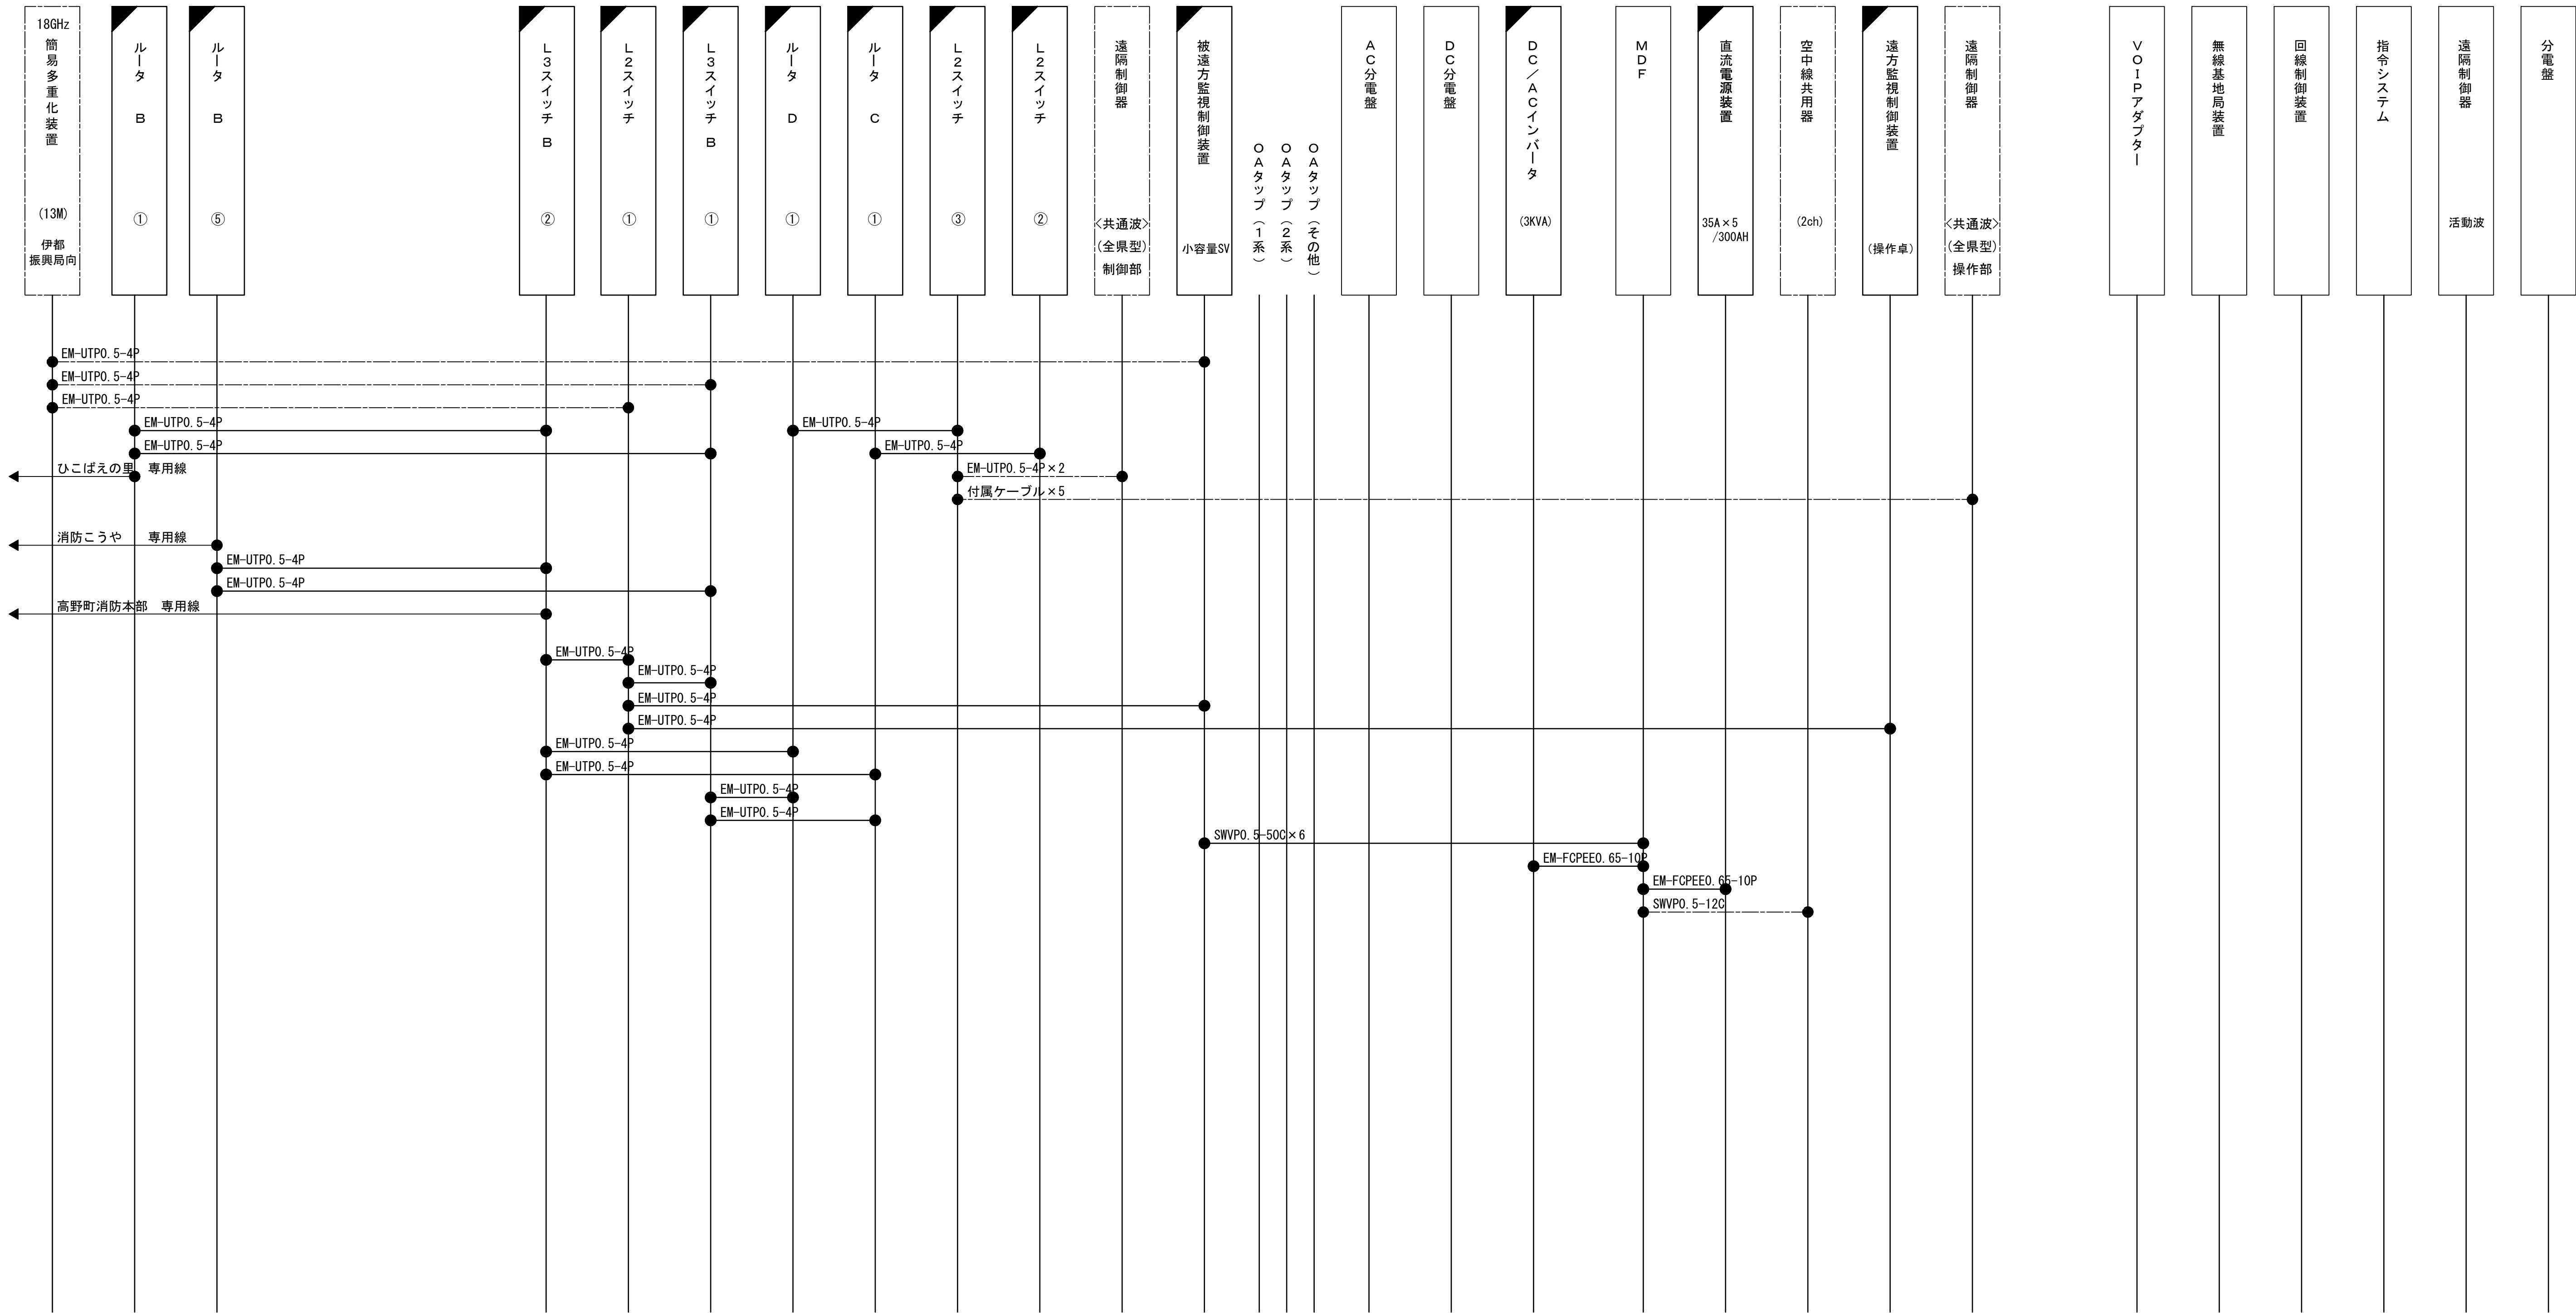 18GHz
簡易多重化装置
(13M)
伊都
振興局向
ルータ　B
①
ルータ　B
⑤
L3スイッチ　B
②
L2スイッチ
①
L3スイッチ　B
①
ルータ　D
①
ルータ　C
①
L2スイッチ
③
L2スイッチ
②
遠隔制御器
<共通波>
(全県型)
制御部
被遠方監視制御装置
小容量SV
OAタップ(1系)
OAタップ(2系)
OAタップ(その他)
AC分電盤
DC分電盤
DC/ACインバータ
(3KVA)
MDF
直流電源装置
35A×5
/300AH
空中線共用器
(2ch)
遠方監視制御装置
(操作卓)
遠隔制御器
<共通波>
(全県型)
操作部
VOIPアダプター
無線基地局装置
回線制御装置
指令システム
遠隔制御器
活動波
分電盤
EM-UTP0.5-4P
EM-UTP0.5-4P
EM-UTP0.5-4P
EM-UTP0.5-4P
EM-UTP0.5-4P
EM-UTP0.5-4P
EM-UTP0.5-4P
ひこばえの里　専用線
EM-UTP0.5-4P×2
付属ケーブル×5
消防こうや　専用線
EM-UTP0.5-4P
EM-UTP0.5-4P
高野町消防本部　専用線
EM-UTP0.5-4P
EM-UTP0.5-4P
EM-UTP0.5-4P
EM-UTP0.5-4P
EM-UTP0.5-4P
EM-UTP0.5-4P
EM-UTP0.5-4P
EM-UTP0.5-4P
SWVP0.5-50C×6
EM-FCPEE0.65-10P
EM-FCPEE0.65-10P
SWVP0.5-12C